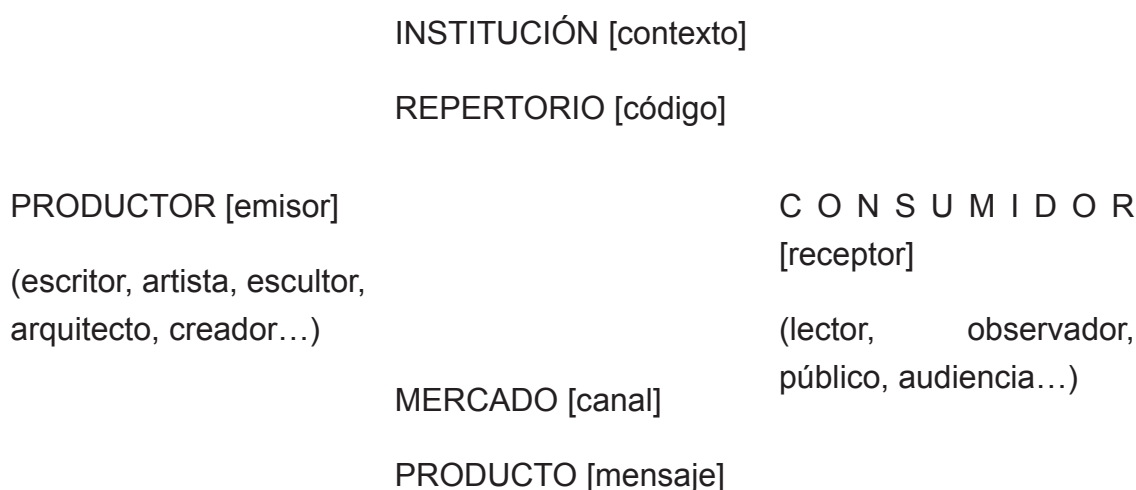 INSTITUCIÓN [contexto]
REPERTORIO [código]
PRODUCTOR [emisor]
(escritor, artista, escultor,
arquitecto, creador…)
C O N S U M I D O R
[receptor]
(lector, observador,
público, audiencia…)
MERCADO [canal]
PRODUCTO [mensaje]